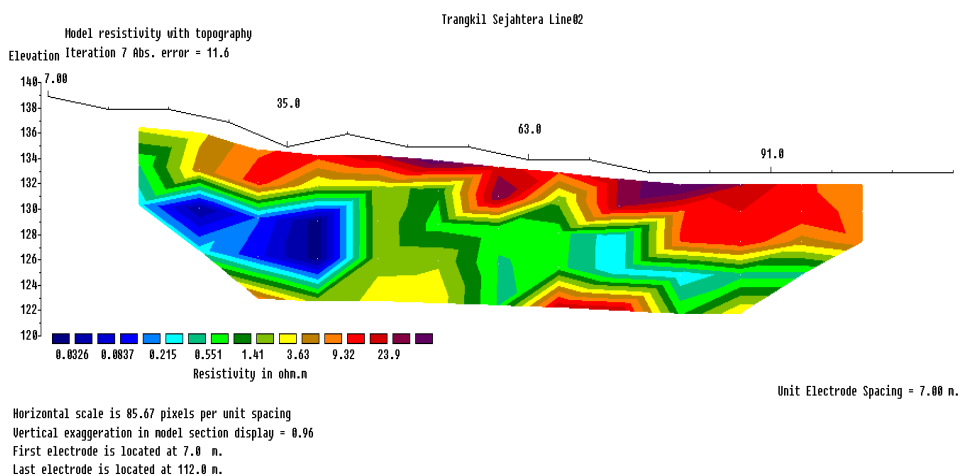 Trangkil Sejahtera Line02
Model resistivity with topography
Iteration 7 Abs. error = 11.6
Elevation
7.00
35.0
63.0
91.0
140
138
136
134
132
130
128
126
124
122
120
0.0326 0.0837 0.215 0.551 1.41 3.63 9.32 23.9
Resistivity in ohm.m
Unit Electrode Spacing = 7.00 m.
Horizontal scale is 85.67 pixels per unit spacing
Vertical exaggeration in model section display = 0.96
First electrode is located at 7.0 m.
Last electrode is located at 112.0 m.